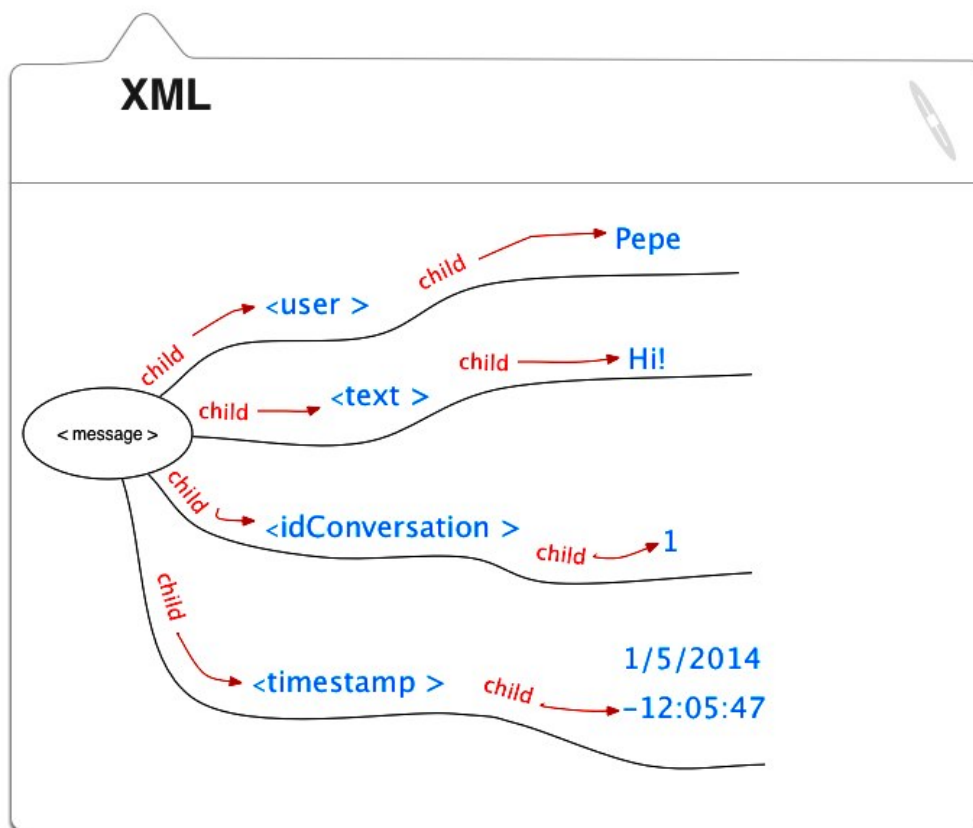 XML
child
Pepe
child
<user >
child
Hi!
child
<text >
< message >
child
<idConversation >
child
1
child
1/5/2014
<timestamp >
child
-12:05:47